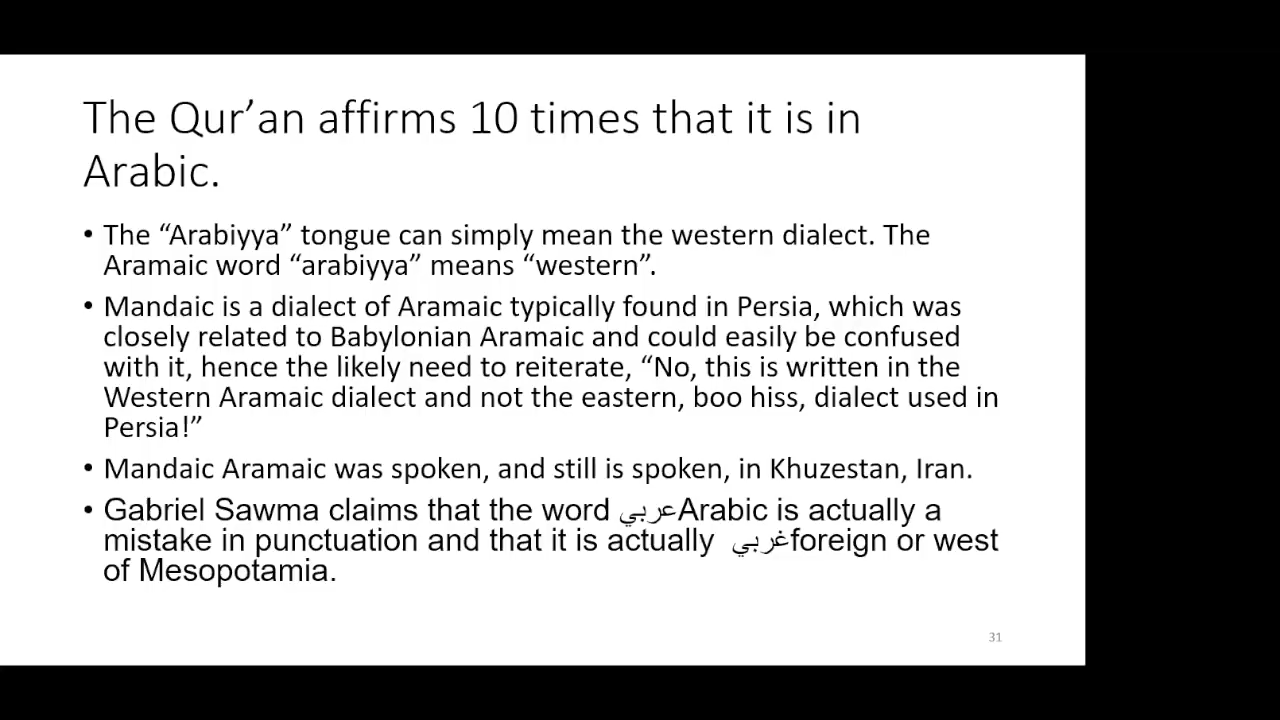 The Qur’an affirms 10 times that it is in
Arabic.
• The “Arabiyya” tongue can simply mean the western dialect. The
Aramaic word “arabiyya” means “western”.
• Mandaic is a dialect of Aramaic typically found in Persia, which was
closely related to Babylonian Aramaic and could easily be confused
with it, hence the likely need to reiterate, “No, this is written in the
Western Aramaic dialect and not the eastern, boo hiss, dialect used in
Persia!”
• Mandaic Aramaic was spoken, and still is spoken, in Khuzestan, Iran.
• Gabriel Sawma claims that the word عربيArabic is actually a
mistake in punctuation and that it is actually غربيforeign or west
of Mesopotamia.
31